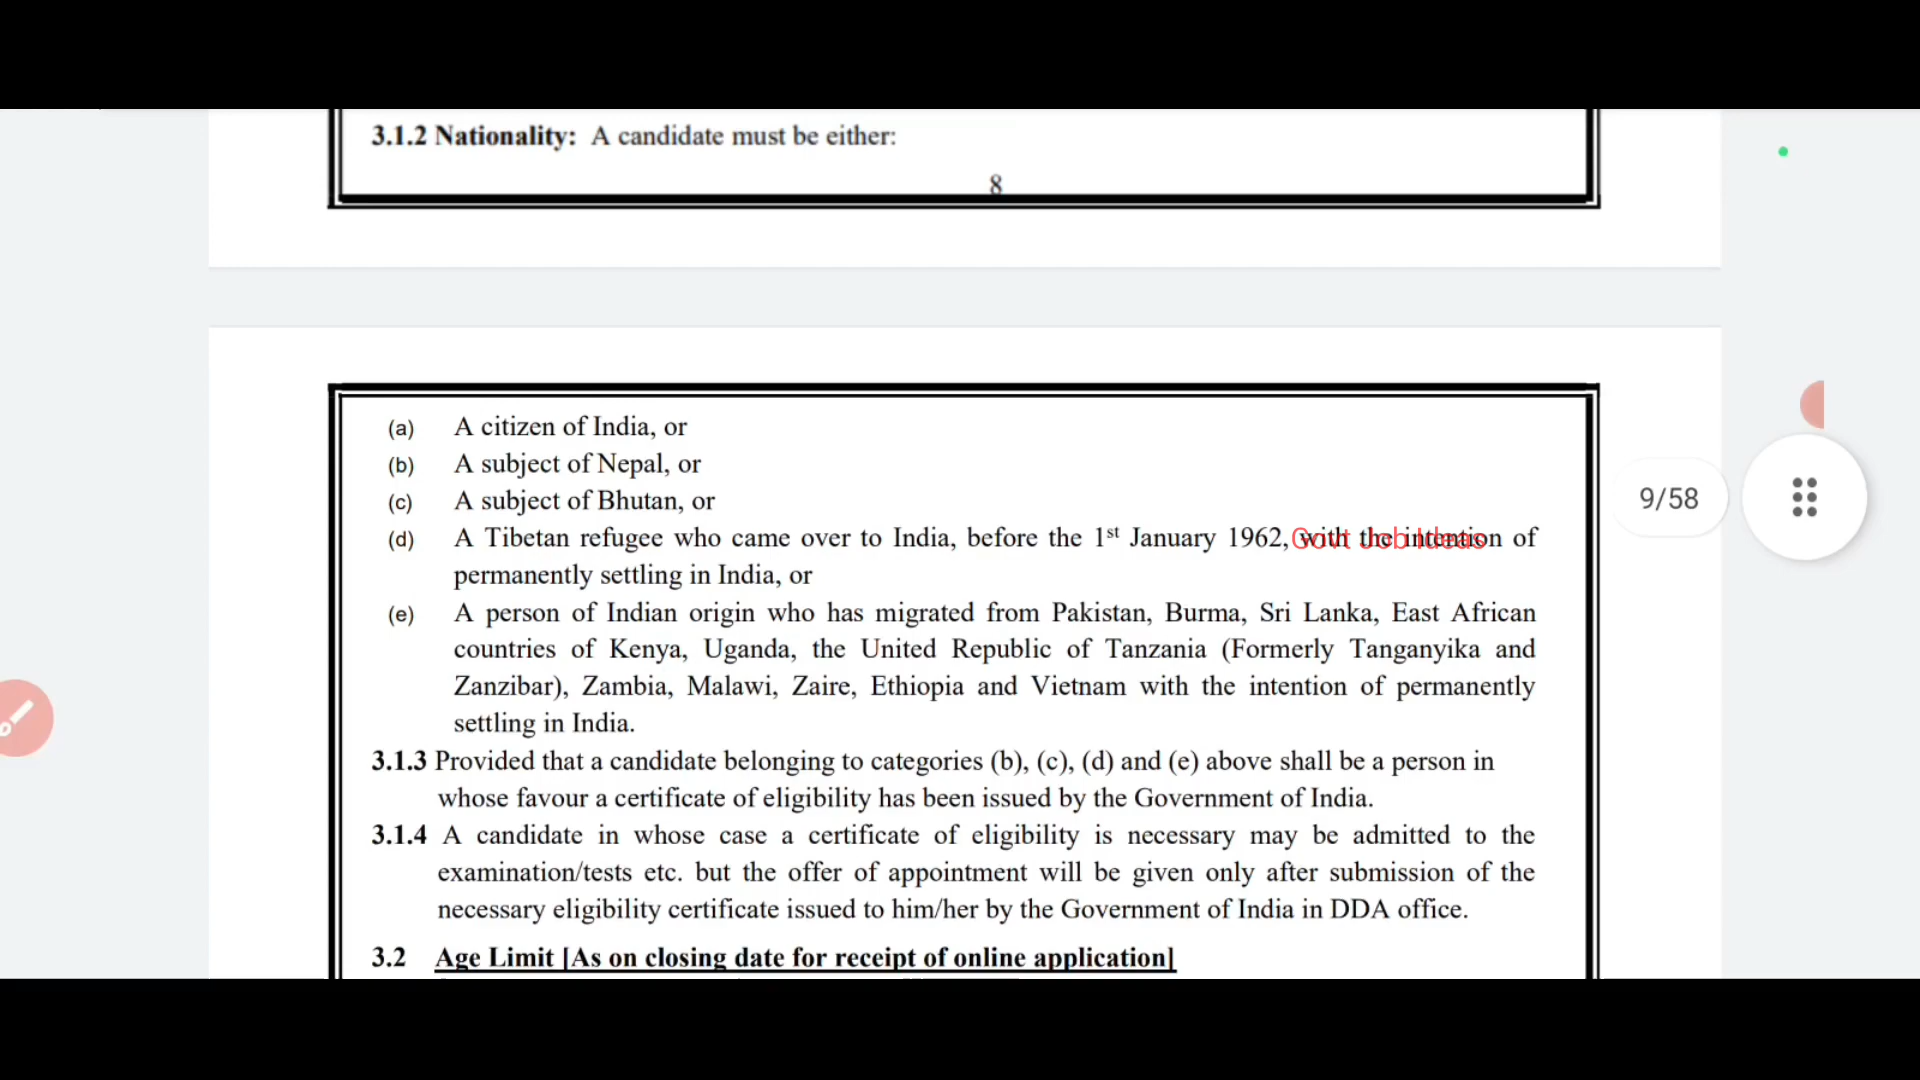 3.1.2 Nationality: A candidate must be either:
8
(a) A citizen of India, or
(b) A subject of Nepal, or
(c) A subject of Bhutan, or
(d) A Tibetan refugee who came over to India, before the 1st January 1962, with the intention of
Govt Job Ideas
permanently settling in India, or
(e) A person of Indian origin who has migrated from Pakistan, Burma, Sri Lanka, East African
countries of Kenya, Uganda, the United Republic of Tanzania (Formerly Tanganyika and
Zanzibar), Zambia, Malawi, Zaire, Ethiopia and Vietnam with the intention of permanently
settling in India.
9/58
3.1.3 Provided that a candidate belonging to categories (b), (c), (d) and (e) above shall be a person in
whose favour a certificate of eligibility has been issued by the Government of India.
3.1.4 A candidate in whose case a certificate of eligibility is necessary may be admitted to the
examination/tests etc. but the offer of appointment will be given only after submission of the
necessary eligibility certificate issued to him/her by the Government of India in DDA office.
3.2 Age Limit [As on closing date for receipt of online application]